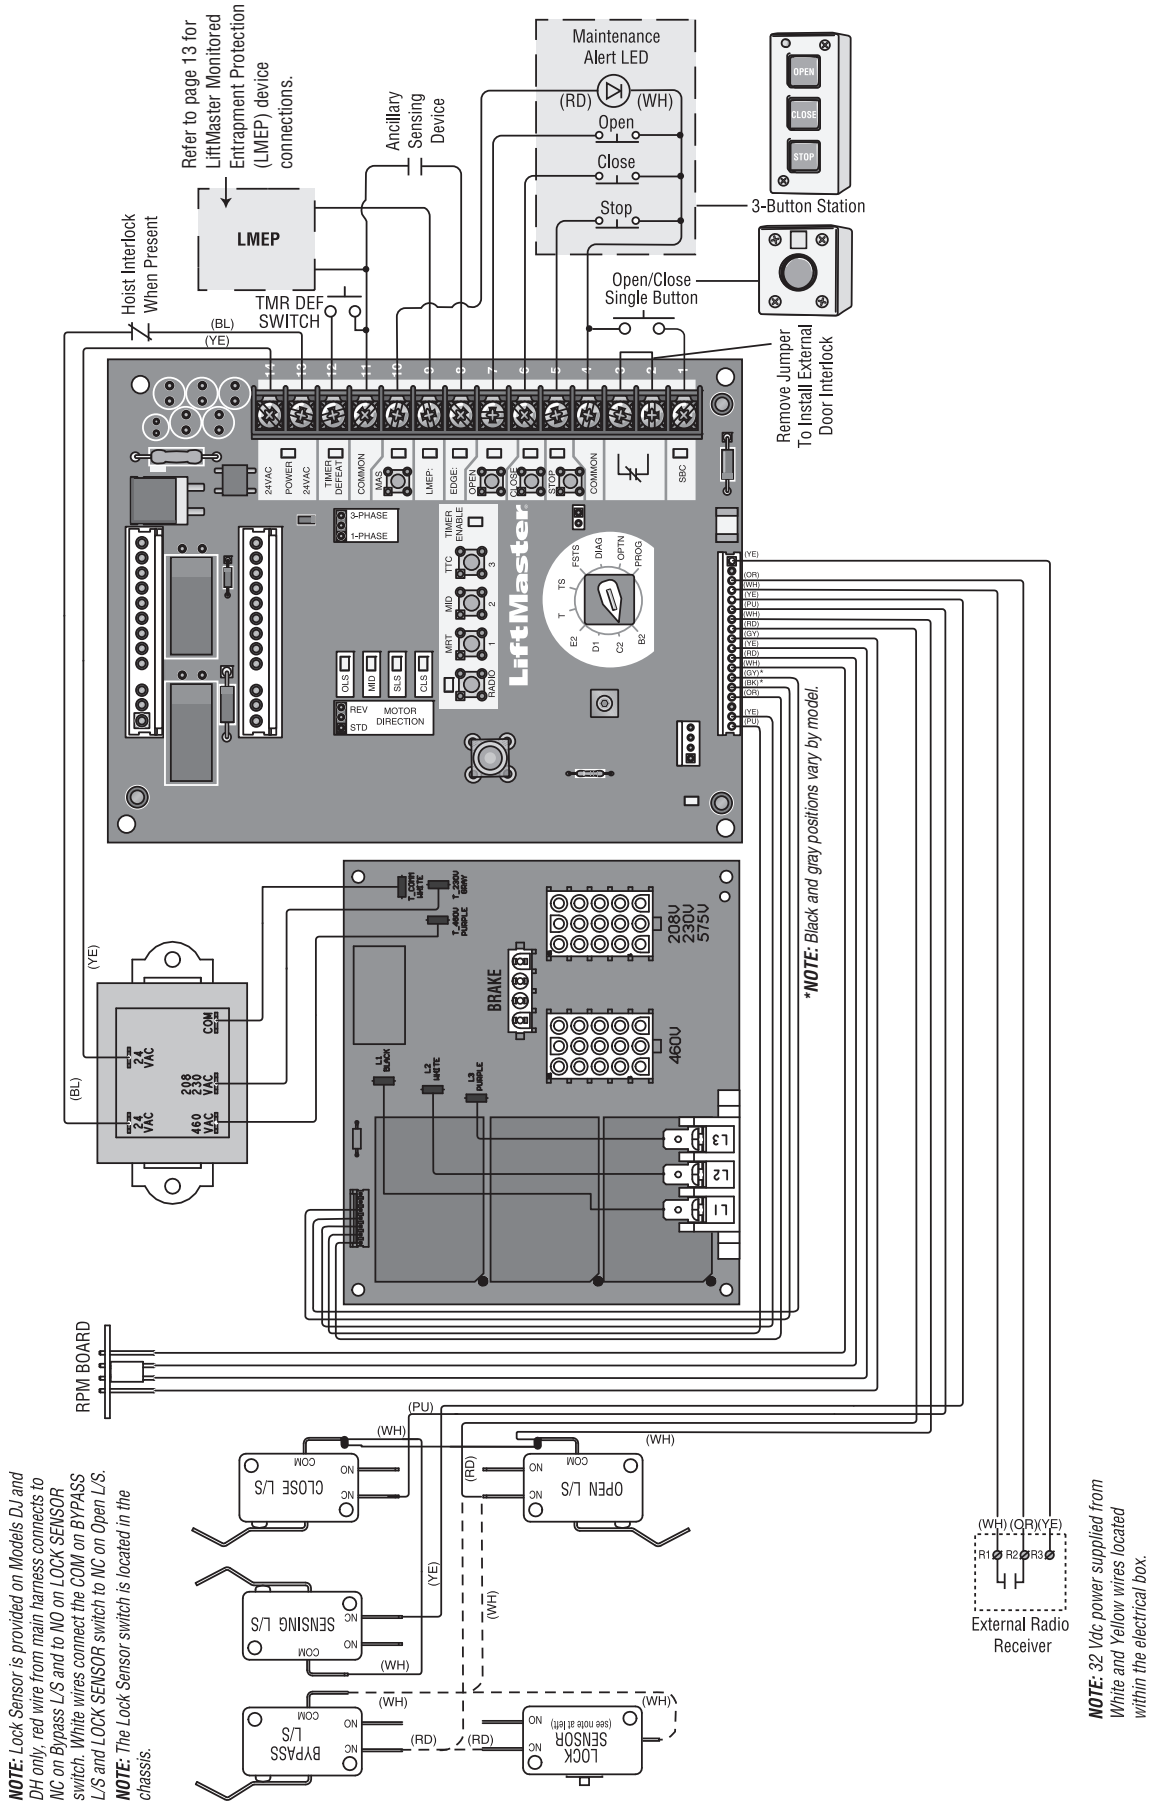 Refer to page 13 for
LiftMaster Monitored
Entrapment Protection
(LMEP) device
connections.
LMEP
Hoist Interlock
When Present
TMR DEF
SWITCH
Ancillary
Sensing
Device
Maintenance
Alert LED
(RD)
(WH)
Open
Close
Stop
OPEN
CLOSE
STOP
3-Button Station
Open/Close
Single Button
Remove Jumper
To Install External
Door Interlock
(BL)
(YE)
14
13
12
11
10
9
8
7
6
5
4
3
2
1
24VAC
POWER
24VAC
TIMER
DEFEAT
COMMON
MAS
LMEP:
EDGE:
OPEN
CLOSE
STOP
COMMON
SBC
3-PHASE
1-PHASE
TIMER
ENABLE
TTC
3
MID
2
MRT
1
RADIO
LiftMaster
OLS
MID
SLS
CLS
REV
STD
MOTOR
DIRECTION
E2
T
TS
FSTS
DIAG
OPTN
PROG
B2
C2
D1
(YE)
(OR)
(WH)
(YE)
(PU)
(WH)
(RD)
(GY)
(YE)
(RD)
(WH)
(GY)*
(BK)*
(OR)
(YE)
(PU)
*NOTE: Black and gray positions vary by model.
(YE)
(BL)
24
VAC
24
VAC
COM
208
230
VAC
460
VAC
T_COMM
WHITE
T_230V
GRAY
T_460V
PURPLE
BRAKE
208V
230V
575V
460V
L1
BLACK
L2
WHITE
L3
PURPLE
L3
L2
L1
RPM BOARD
(PU)
(WH)
COM
NO
NC
CLOSE L/S
(RD)
COM
NO
NC
OPEN L/S
(WH)
(YE)
NC
NO
COM
SENSING L/S
(WH)
(WH)
COM
NO
NC
BYPASS
L/S
(WH)
(RD)
(RD)
NO
NC
LOCK
SENSOR
(see note at left)
(WH)
(WH)
(OR)
(YE)
R1
R2
R3
External Radio
Receiver
NOTE: Lock Sensor is provided on Models DJ and
DH only, red wire from main harness connects to
NC on Bypass L/S and to NO on LOCK SENSOR
switch. White wires connect the COM on BYPASS
L/S and LOCK SENSOR switch to NC on Open L/S.
NOTE: The Lock Sensor switch is located in the
chassis.
NOTE: 32 Vdc power supplied from
White and Yellow wires located
within the electrical box.